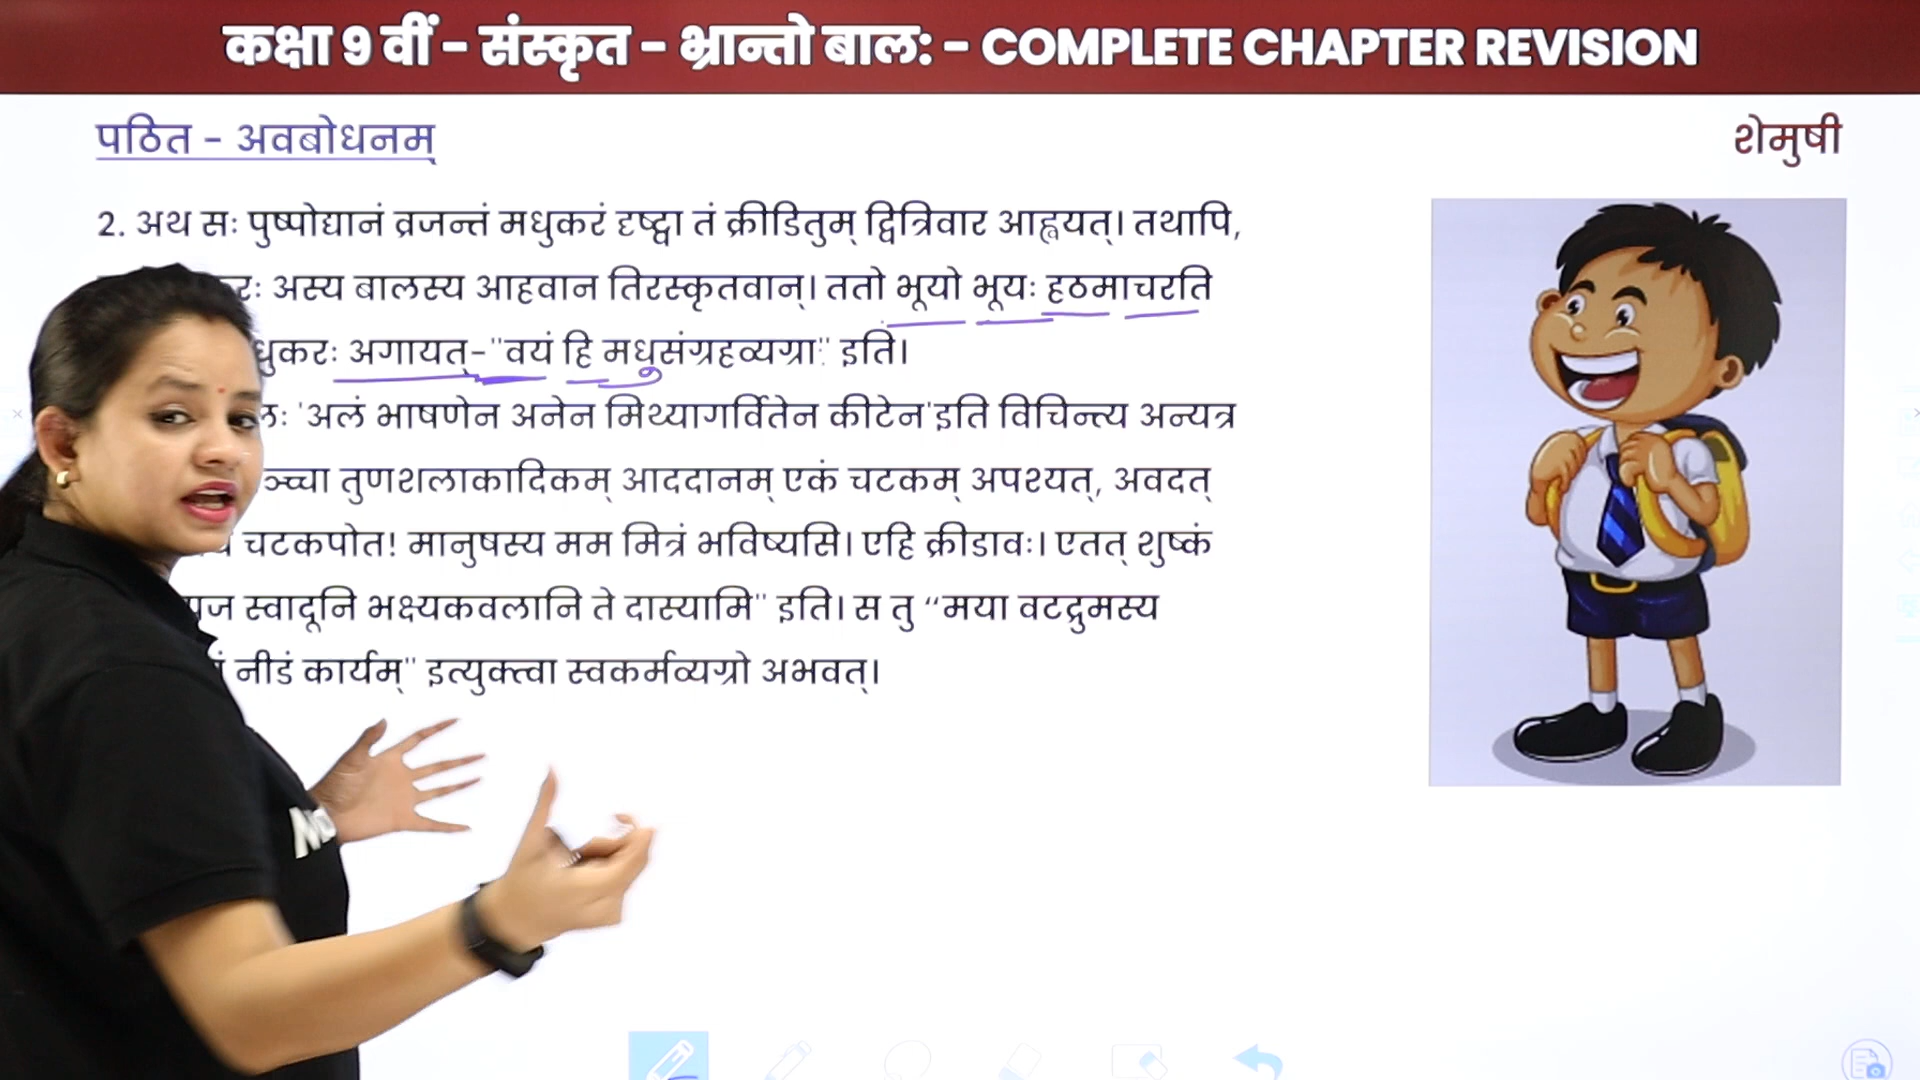 कक्षा 9 वीं - संस्कृत - भ्रान्तो बाल: - COMPLETE CHAPTER REVISION
पठित - अवबोधनम्
शेमुषी
2. अथ सः पुष्पोद्यानं व्रजन्तं मधुकरं दृष्ट्वा तं क्रीडितुम् द्वित्रिवार आह्वयत्। तथापि,
अस्य बालस्य आहवान तिरस्कृतवान्। ततो भूयो भूयः हठमाचरति
अगायत्-"वयं हि मधुसंग्रहव्यग्राः" इति।
'अलं भाषणेन अनेन मिथ्यागर्वितेन कीटेन'इति विचिन्त्य अन्यत्र
तुणशलाकादिकम् आददानम् एकं चटकम् अपश्यत्, अवदत्
चटकपोत! मानुषस्य मम मित्रं भविष्यसि। एहि क्रीडावः। एतत् शुष्कं
स्वादूनि भक्ष्यकवलानि ते दास्यामि" इति। स तु “मया वटद्रुमस्य
नीडं कार्यम्" इत्युक्त्वा स्वकर्मव्यग्रो अभवत्।